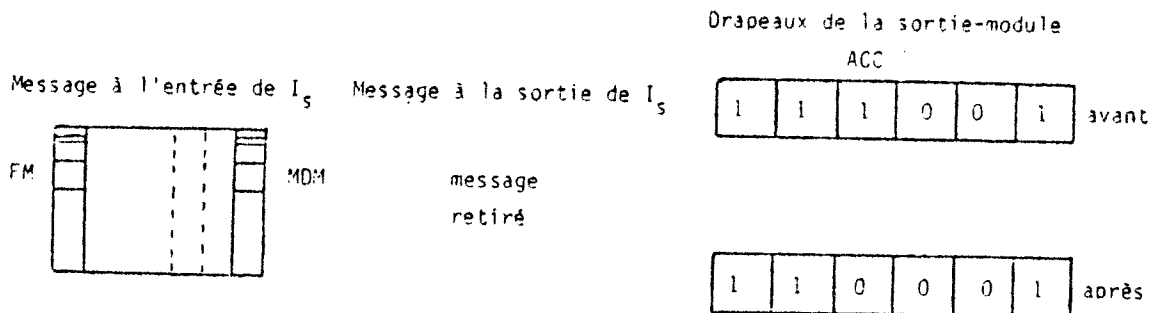 Drapeaux de la sortie-module
ACC
Message à l'entrée de I_s Message à la sortie de I_s
1 1 1 0 0 1 avant
FM MDM message
retiré
1 1 0 0 0 1 après